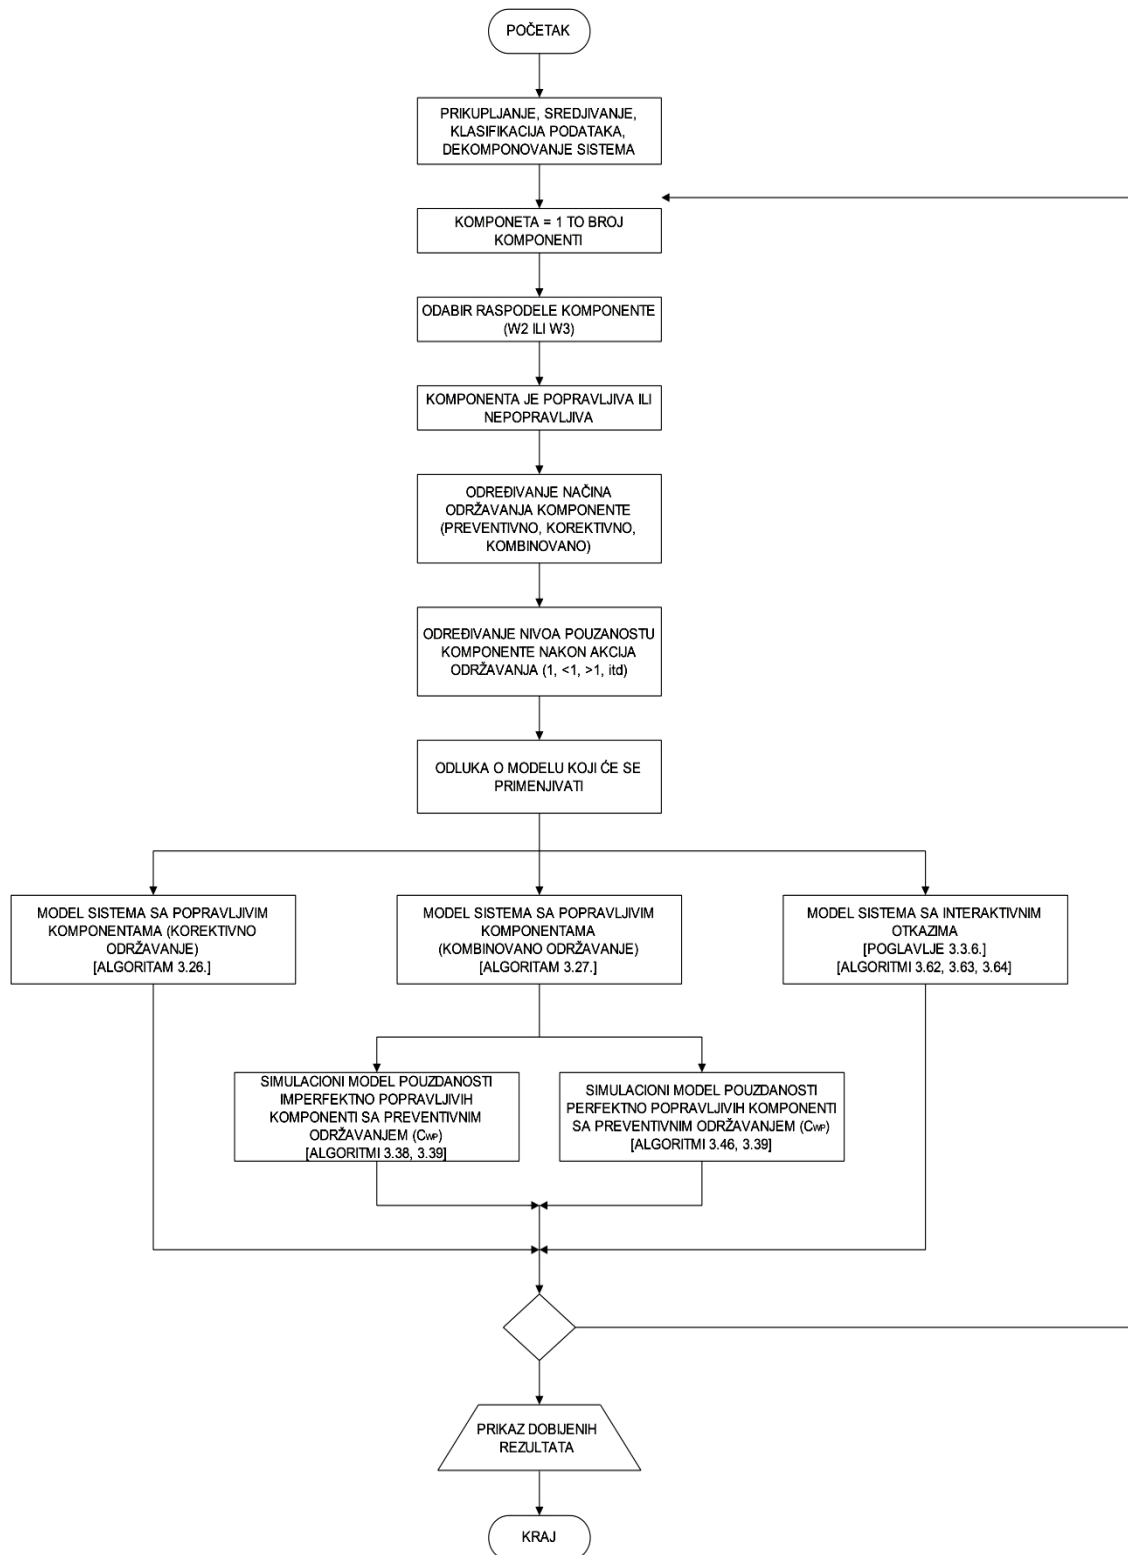 POČETAK
PRIKUPLJANJE, SREDJIVANJE,
KLASIFIKACIJA PODATAKA,
DEKOMPONOVANJE SISTEMA
KOMPONETA = 1 TO BROJ
KOMPONENTI
ODABIR RASPODELE KOMPONENTE
(W2 ILI W3)
KOMPONENTA JE POPRAVLJIVA ILI
NEPOPRAVLJIVA
ODREĐIVANJE NAČINA
ODRŽAVANJA KOMPONENTE
(PREVENTIVNO, KOREKTIVNO,
KOMBINOVANO)
ODREĐIVANJE NIVOA POUZANOSTU
KOMPONENTE NAKON AKCIJA
ODRŽAVANJA (1, <1, >1, itd)
ODLUKA O MODELU KOJI ĆE SE
PRIMENJIVATI
MODEL SISTEMA SA POPRAVLJIVIM
KOMPONENTAMA (KOREKTIVNO
ODRŽAVANJE)
[ALGORITAM 3.26.]
MODEL SISTEMA SA POPRAVLJIVIM
KOMPONENTAMA
(KOMBINOVANO ODRŽAVANJE)
[ALGORITAM 3.27.]
MODEL SISTEMA SA INTERAKTIVNIM
OTKAZIMA
[POGLAVLJE 3.3.6.]
[ALGORITMI 3.62, 3.63, 3.64]
SIMULACIONI MODEL POUZDANOSTI
IMPERFEKTNO POPRAVLJIVIH
KOMPONENTI SA PREVENTIVNIM
ODRŽAVANJEM (CWP)
[ALGORITMI 3.38, 3.39]
SIMULACIONI MODEL POUZDANOSTI
PERFEKTNO POPRAVLJIVIH KOMPONENTI
SA PREVENTIVNIM ODRŽAVANJEM (CWP)
[ALGORITMI 3.46, 3.39]
PRIKAZ DOBIJENIH
REZULTATA
KRAJ